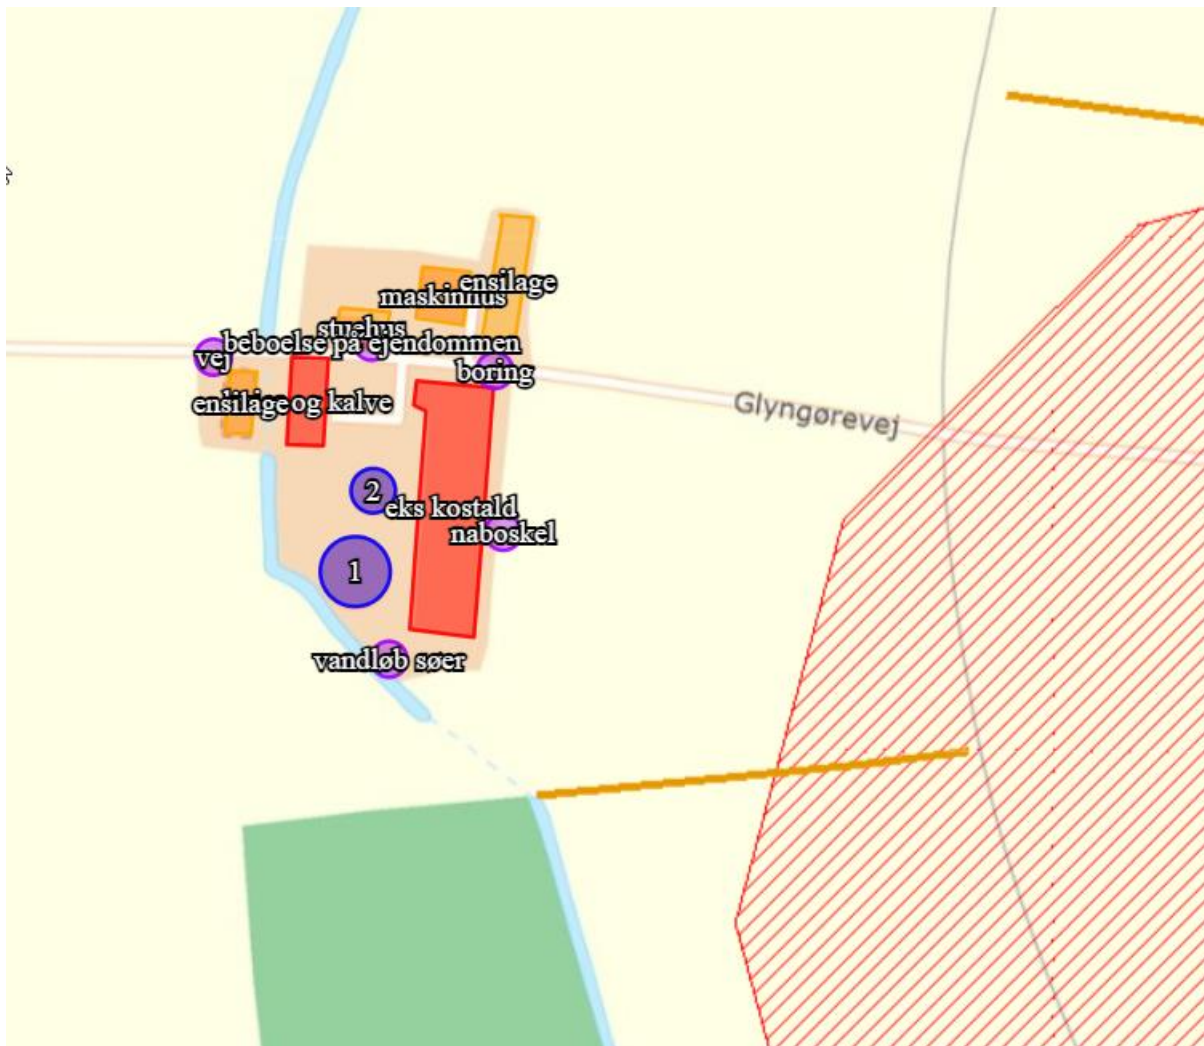 ensilage
maskinhus
stuehus
beboelse på ejendommen
vej
boring
ensilage og kalve
Glyngørevej
2
eks kostald
naboskel
1
vandløb søer